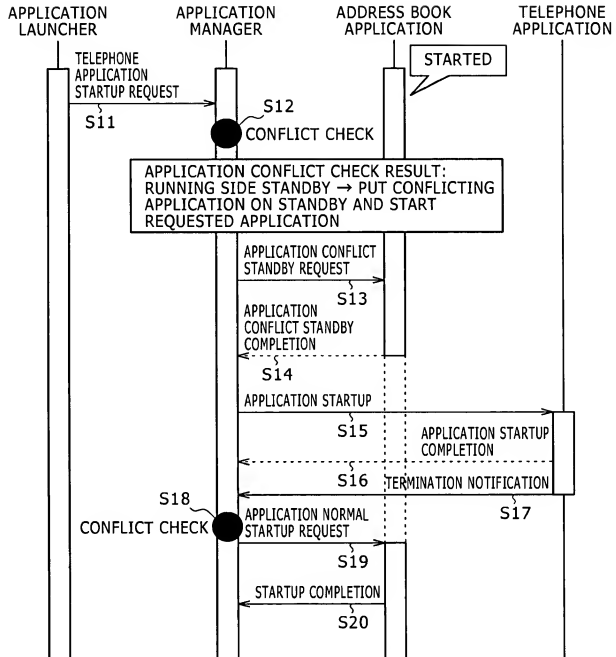 APPLICATION
LAUNCHER
APPLICATION
MANAGER
ADDRESS BOOK
APPLICATION
TELEPHONE
APPLICATION
STARTED
TELEPHONE
APPLICATION
STARTUP REQUEST
S11
S12
CONFLICT CHECK
APPLICATION CONFLICT CHECK RESULT:
RUNNING SIDE STANDBY → PUT CONFLICTING
APPLICATION ON STANDBY AND START
REQUESTED APPLICATION
APPLICATION CONFLICT
STANDBY REQUEST
S13
APPLICATION
CONFLICT STANDBY
COMPLETION
S14
APPLICATION STARTUP
S15
APPLICATION STARTUP
COMPLETION
S16
TERMINATION NOTIFICATION
S17
S18
CONFLICT CHECK
APPLICATION NORMAL
STARTUP REQUEST
S19
STARTUP COMPLETION
S20